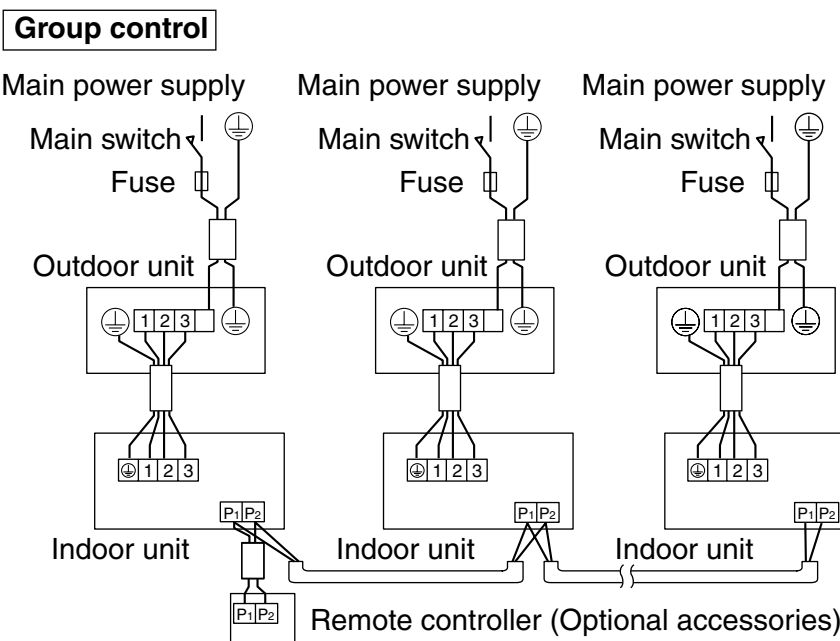 Group control
Main power supply Main power supply Main power supply
Main switch Main switch Main switch
Fuse Fuse Fuse
Outdoor unit Outdoor unit Outdoor unit
1 2 3 1 2 3 1 2 3
1 2 3 1 2 3 1 2 3
P1 P2 P1 P2 P1 P2
Indoor unit Indoor unit Indoor unit
P1 P2 Remote controller (Optional accessories)